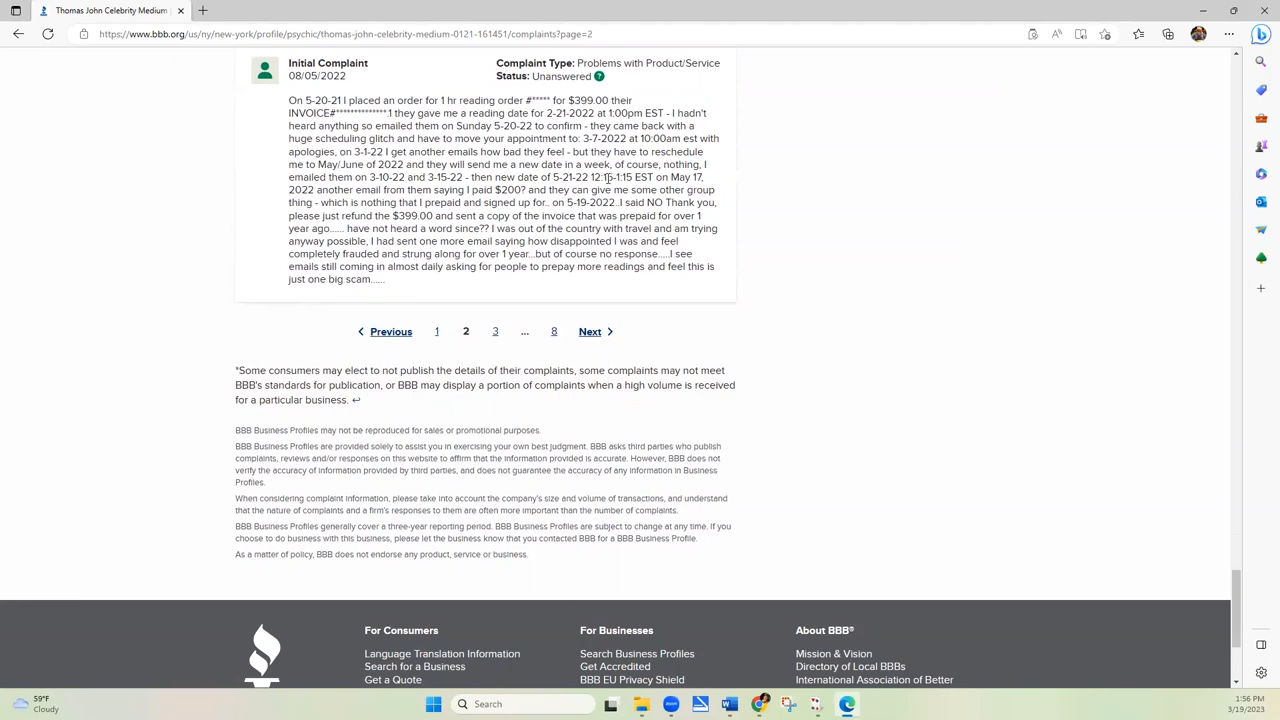 Thomas John Celebrity Medium |
https://www.bbb.org/us/ny/new-york/profile/psychic/thomas-john-celebrity-medium-0121-161451/complaints?page=2
Initial Complaint
08/05/2022
Complaint Type: Problems with Product/Service
Status: Unanswered ?
On 5-20-21 I placed an order for 1 hr reading order #***** for $399.00 their
INVOICE#**************.1 they gave me a reading date for 2-21-2022 at 1:00pm EST - I hadn't
heard anything so emailed them on Sunday 5-20-22 to confirm - they came back with a
huge scheduling glitch and have to move your appointment to: 3-7-2022 at 10:00am est with
apologies, on 3-1-22 I get another emails how bad they feel - but they have to reschedule
me to May/June of 2022 and they will send me a new date in a week, of course, nothing, I
emailed them on 3-10-22 and 3-15-22 - then new date of 5-21-22 12:15-1:15 EST on May 17,
2022 another email from them saying I paid $200? and they can give me some other group
thing - which is nothing that I prepaid and signed up for.. on 5-19-2022..I said NO Thank you,
please just refund the $399.00 and sent a copy of the invoice that was prepaid for over 1
year ago...... have not heard a word since?? I was out of the country with travel and am trying
anyway possible, I had sent one more email saying how disappointed I was and feel
completely frauded and strung along for over 1 year...but of course no response....I see
emails still coming in almost daily asking for people to prepay more readings and feel this is
just one big scam......
Previous 1 2 3 ... 8 Next
*Some consumers may elect to not publish the details of their complaints, some complaints may not meet
BBB's standards for publication, or BBB may display a portion of complaints when a high volume is received
for a particular business. ↩
BBB Business Profiles may not be reproduced for sales or promotional purposes.
BBB Business Profiles are provided solely to assist you in exercising your own best judgment. BBB asks third parties who publish
complaints, reviews and/or responses on this website to affirm that the information provided is accurate. However, BBB does not
verify the accuracy of information provided by third parties, and does not guarantee the accuracy of any information in Business
Profiles.
When considering complaint information, please take into account the company's size and volume of transactions, and understand
that the nature of complaints and a firm's responses to them are often more important than the number of complaints.
BBB Business Profiles generally cover a three-year reporting period. BBB Business Profiles are subject to change at any time. If you
choose to do business with this business, please let the business know that you contacted BBB for a BBB Business Profile.
As a matter of policy, BBB does not endorse any product, service or business.
For Consumers
Language Translation Information
Search for a Business
Get a Quote
For Businesses
Search Business Profiles
Get Accredited
BBB EU Privacy Shield
About BBB®
Mission & Vision
Directory of Local BBBs
International Association of Better
59°F
Cloudy
Search
1:56 PM
3/19/2023